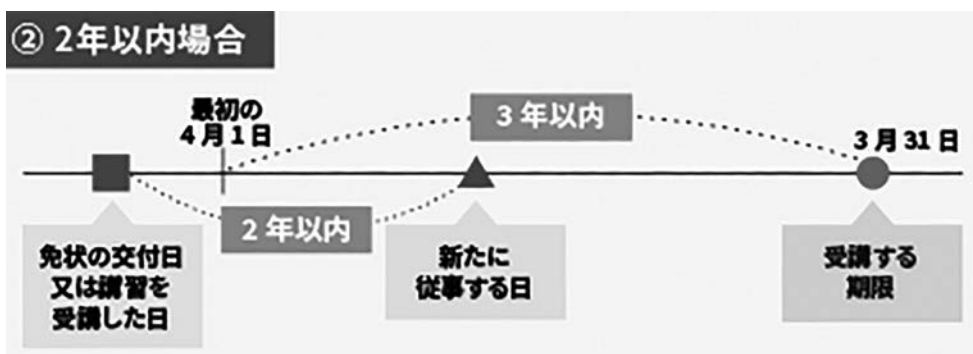 ② 2年以内場合
3 年以内
最初の
4 月 1 日
3 月 31 日
2 年以内
免状の交付日
又は講習を
受講した日
新たに
従事する日
受講する
期限